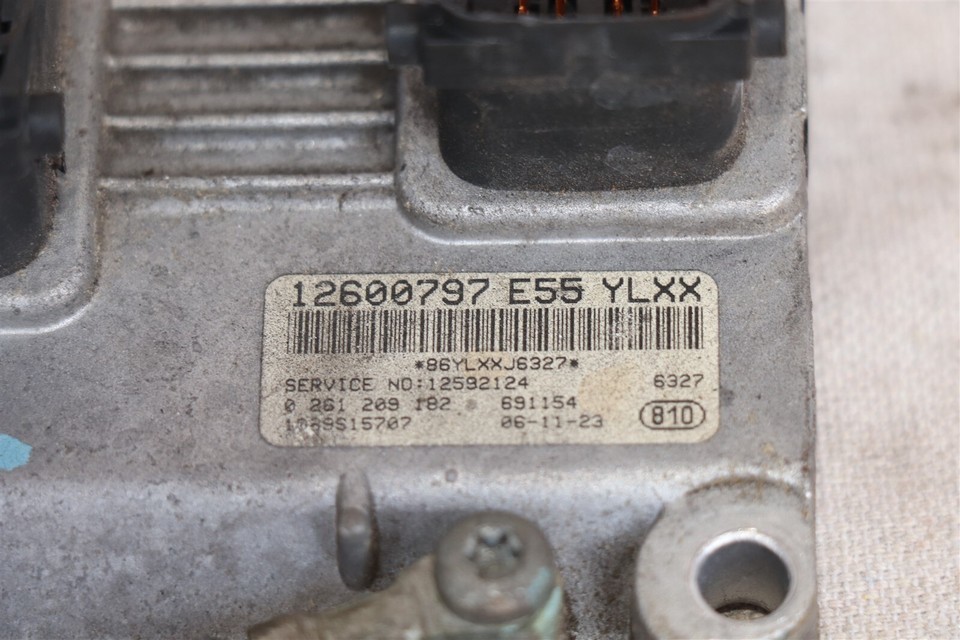 12600797 E55 YLXX
*86YLXXJ6327*
SERVICE NO:12592124 6327
0 261 209 182 691154
1039S15707 06-11-23 810